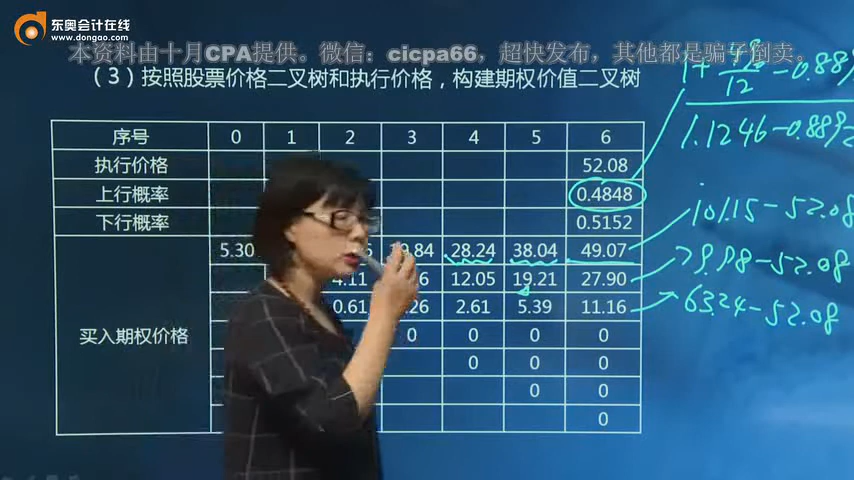 东奥会计在线
www.dongao.com
本资料由十月CPA提供。微信：cicpa66，超快发布，其他都是骗子倒卖。
（3）按照股票价格二叉树和执行价格，构建期权价值二叉树
序号 0 1 2 3 4 5 6
执行价格 52.08
上行概率 0.4848
下行概率 0.5152
买入期权价格
5.30 28.24 38.04 49.07
4.11 12.05 19.21 27.90
0.61 2.61 5.39 11.16
0 0 0 0
0 0 0
0 0
0
12
1.1246-0.8892
101.15-52.08
79.98-52.08
63.24-52.08